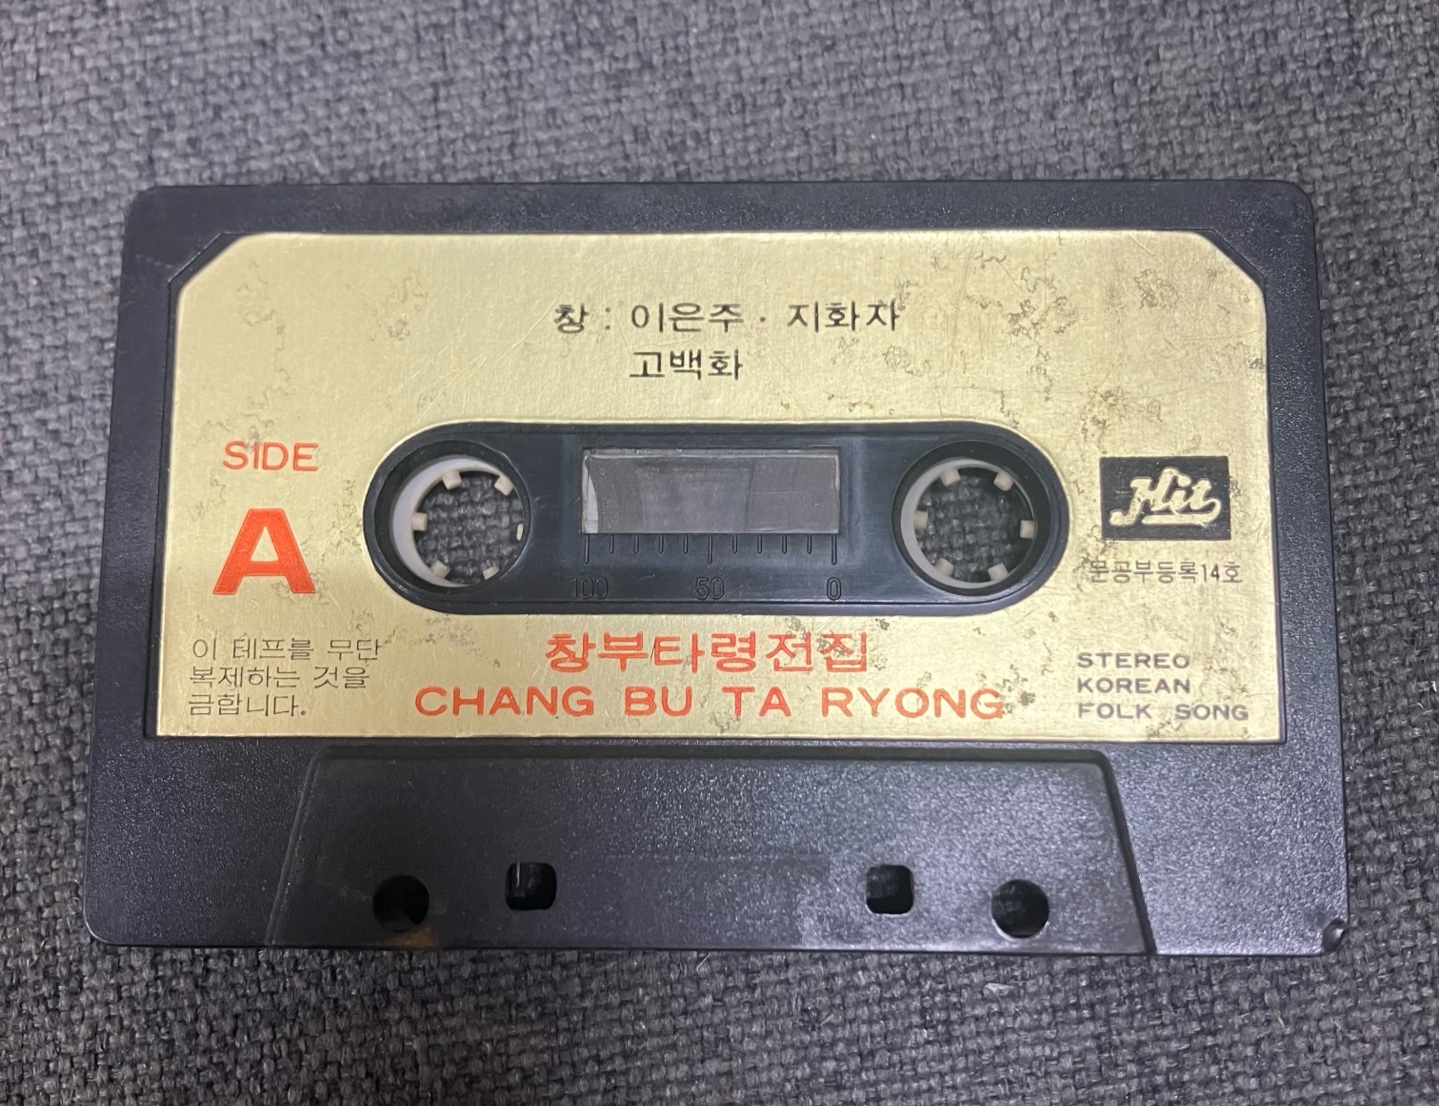 창 : 이은주 · 지화자
고백화
SIDE
A
Hit
문공부등록14호
100 50 0
이 테프를 무단
복제하는 것을
금합니다.
창부타령전집
CHANG BU TA RYONG
STEREO
KOREAN
FOLK SONG